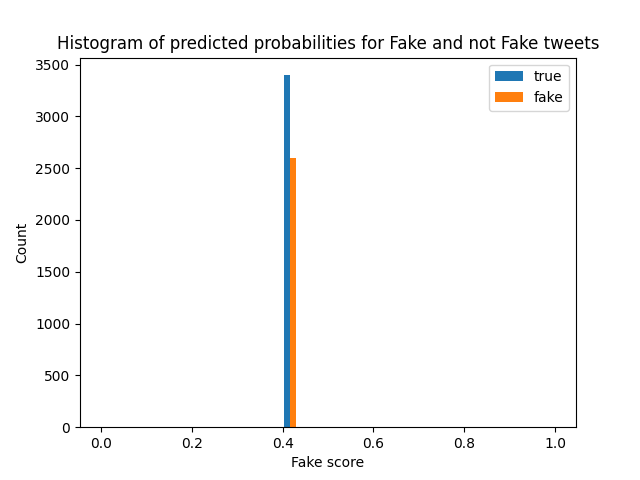 Histogram of predicted probabilities for Fake and not Fake tweets
3500
3000
2500
2000
1500
1000
500
0
Count
true
fake
0.0 0.2 0.4 0.6 0.8 1.0
Fake score